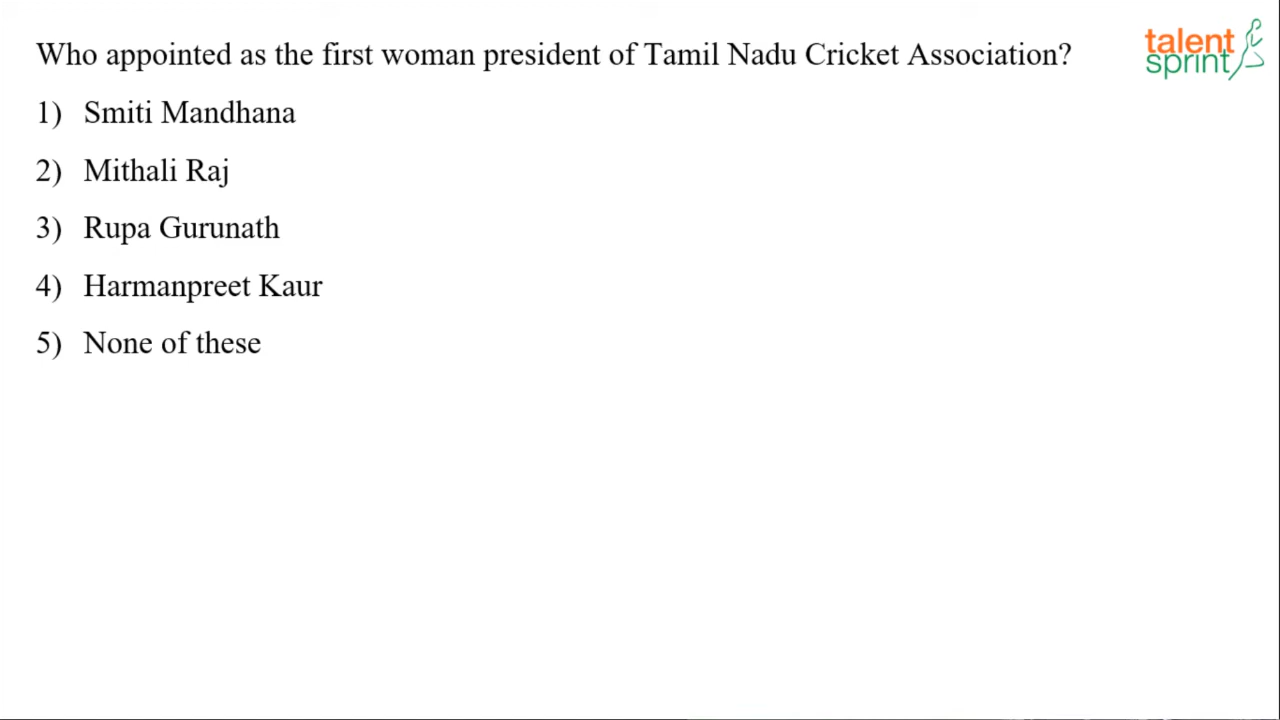 Who appointed as the first woman president of Tamil Nadu Cricket Association?
talent
sprint
1) Smiti Mandhana
2) Mithali Raj
3) Rupa Gurunath
4) Harmanpreet Kaur
5) None of these